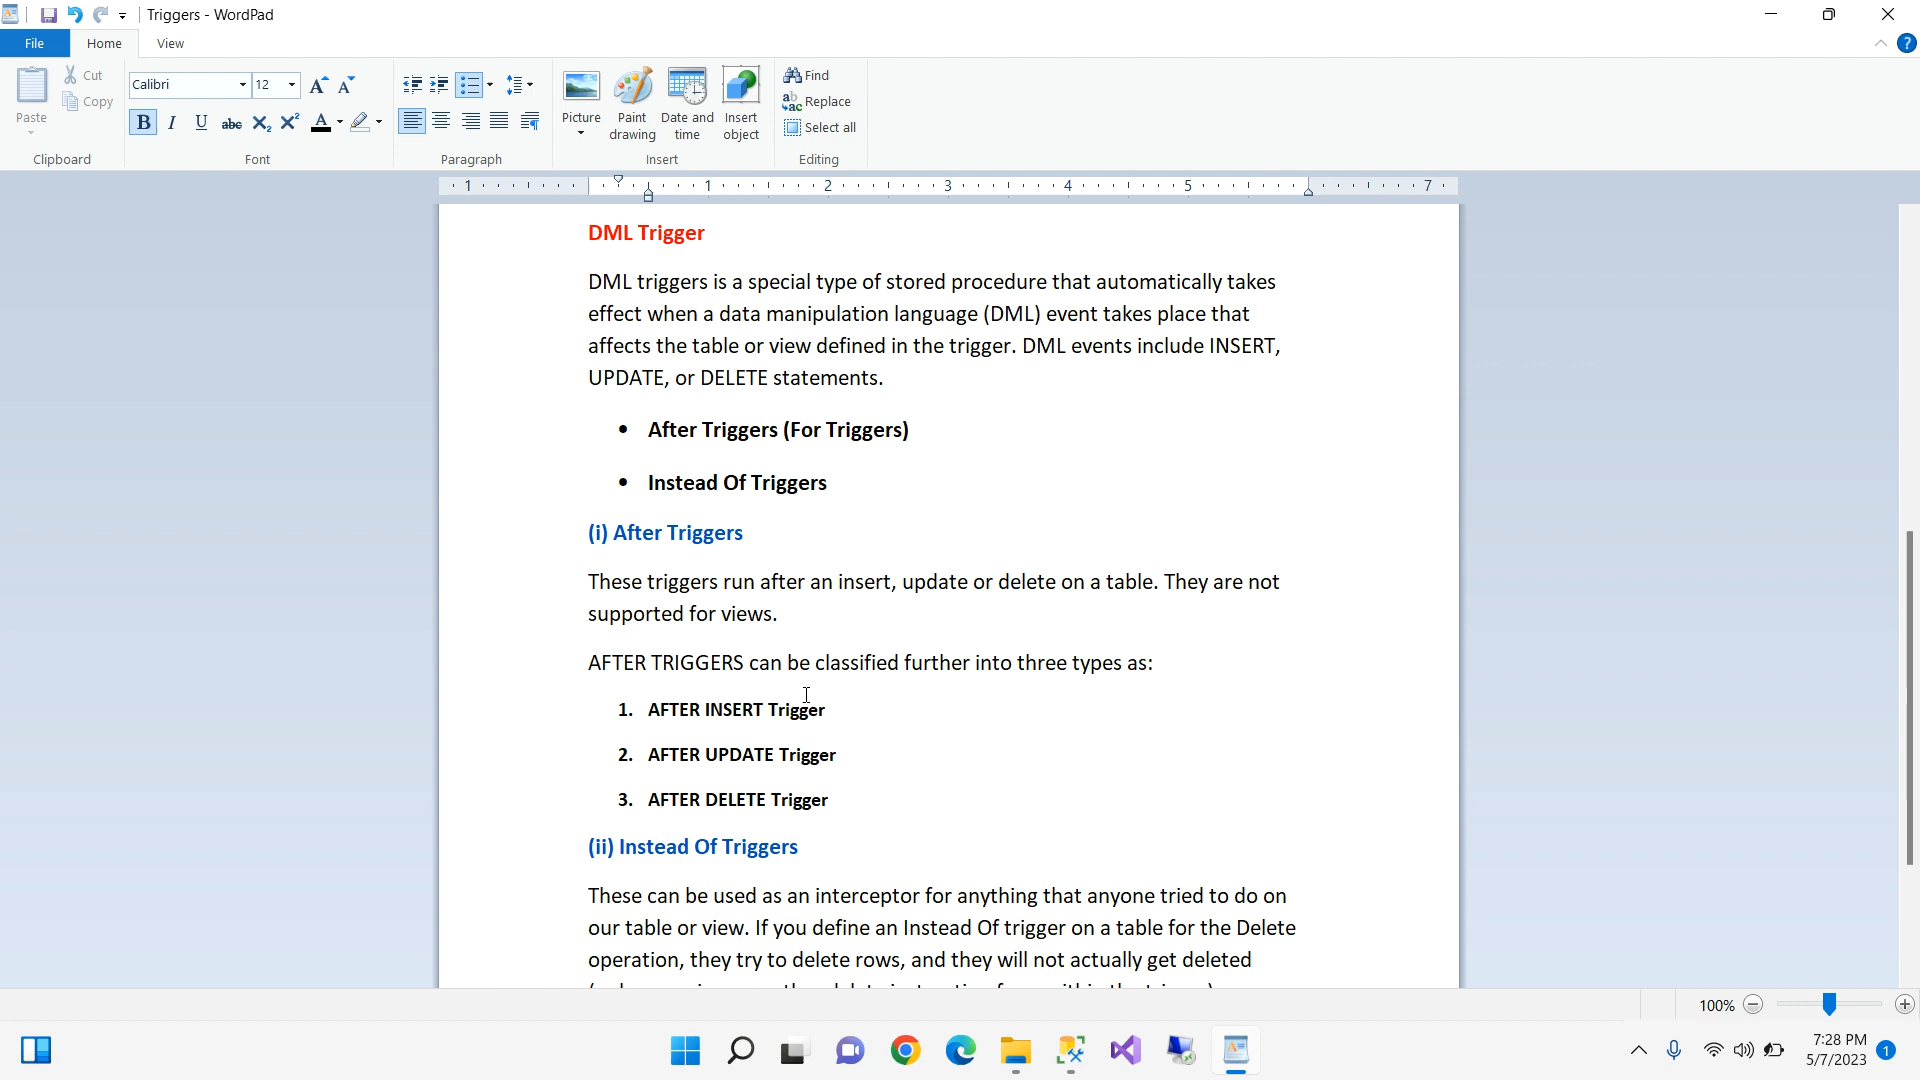 Triggers - WordPad
File
Home
View
Paste
Cut
Copy
Clipboard
Calibri
12
Font
Paragraph
Picture
Paint drawing
Date and time
Insert object
Insert
Find
Replace
Select all
Editing
1 1 2 3 4 5 7
DML Trigger
DML triggers is a special type of stored procedure that automatically takes
effect when a data manipulation language (DML) event takes place that
affects the table or view defined in the trigger. DML events include INSERT,
UPDATE, or DELETE statements.
• After Triggers (For Triggers)
• Instead Of Triggers
(i) After Triggers
These triggers run after an insert, update or delete on a table. They are not
supported for views.
AFTER TRIGGERS can be classified further into three types as:
1. AFTER INSERT Trigger
2. AFTER UPDATE Trigger
3. AFTER DELETE Trigger
(ii) Instead Of Triggers
These can be used as an interceptor for anything that anyone tried to do on
our table or view. If you define an Instead Of trigger on a table for the Delete
operation, they try to delete rows, and they will not actually get deleted
100%
7:28 PM
5/7/2023
1